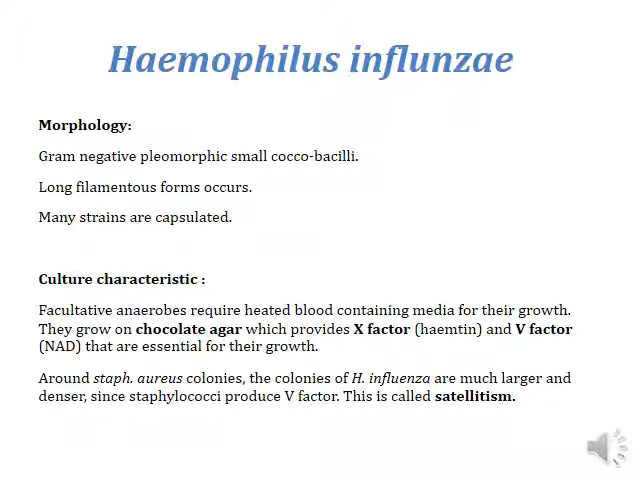 Haemophilus influnzae
Morphology:
Gram negative pleomorphic small cocco-bacilli.
Long filamentous forms occurs.
Many strains are capsulated.
Culture characteristic :
Facultative anaerobes require heated blood containing media for their growth.
They grow on chocolate agar which provides X factor (haemtin) and V factor
(NAD) that are essential for their growth.
Around staph. aureus colonies, the colonies of H. influenza are much larger and
denser, since staphylococci produce V factor. This is called satellitism.